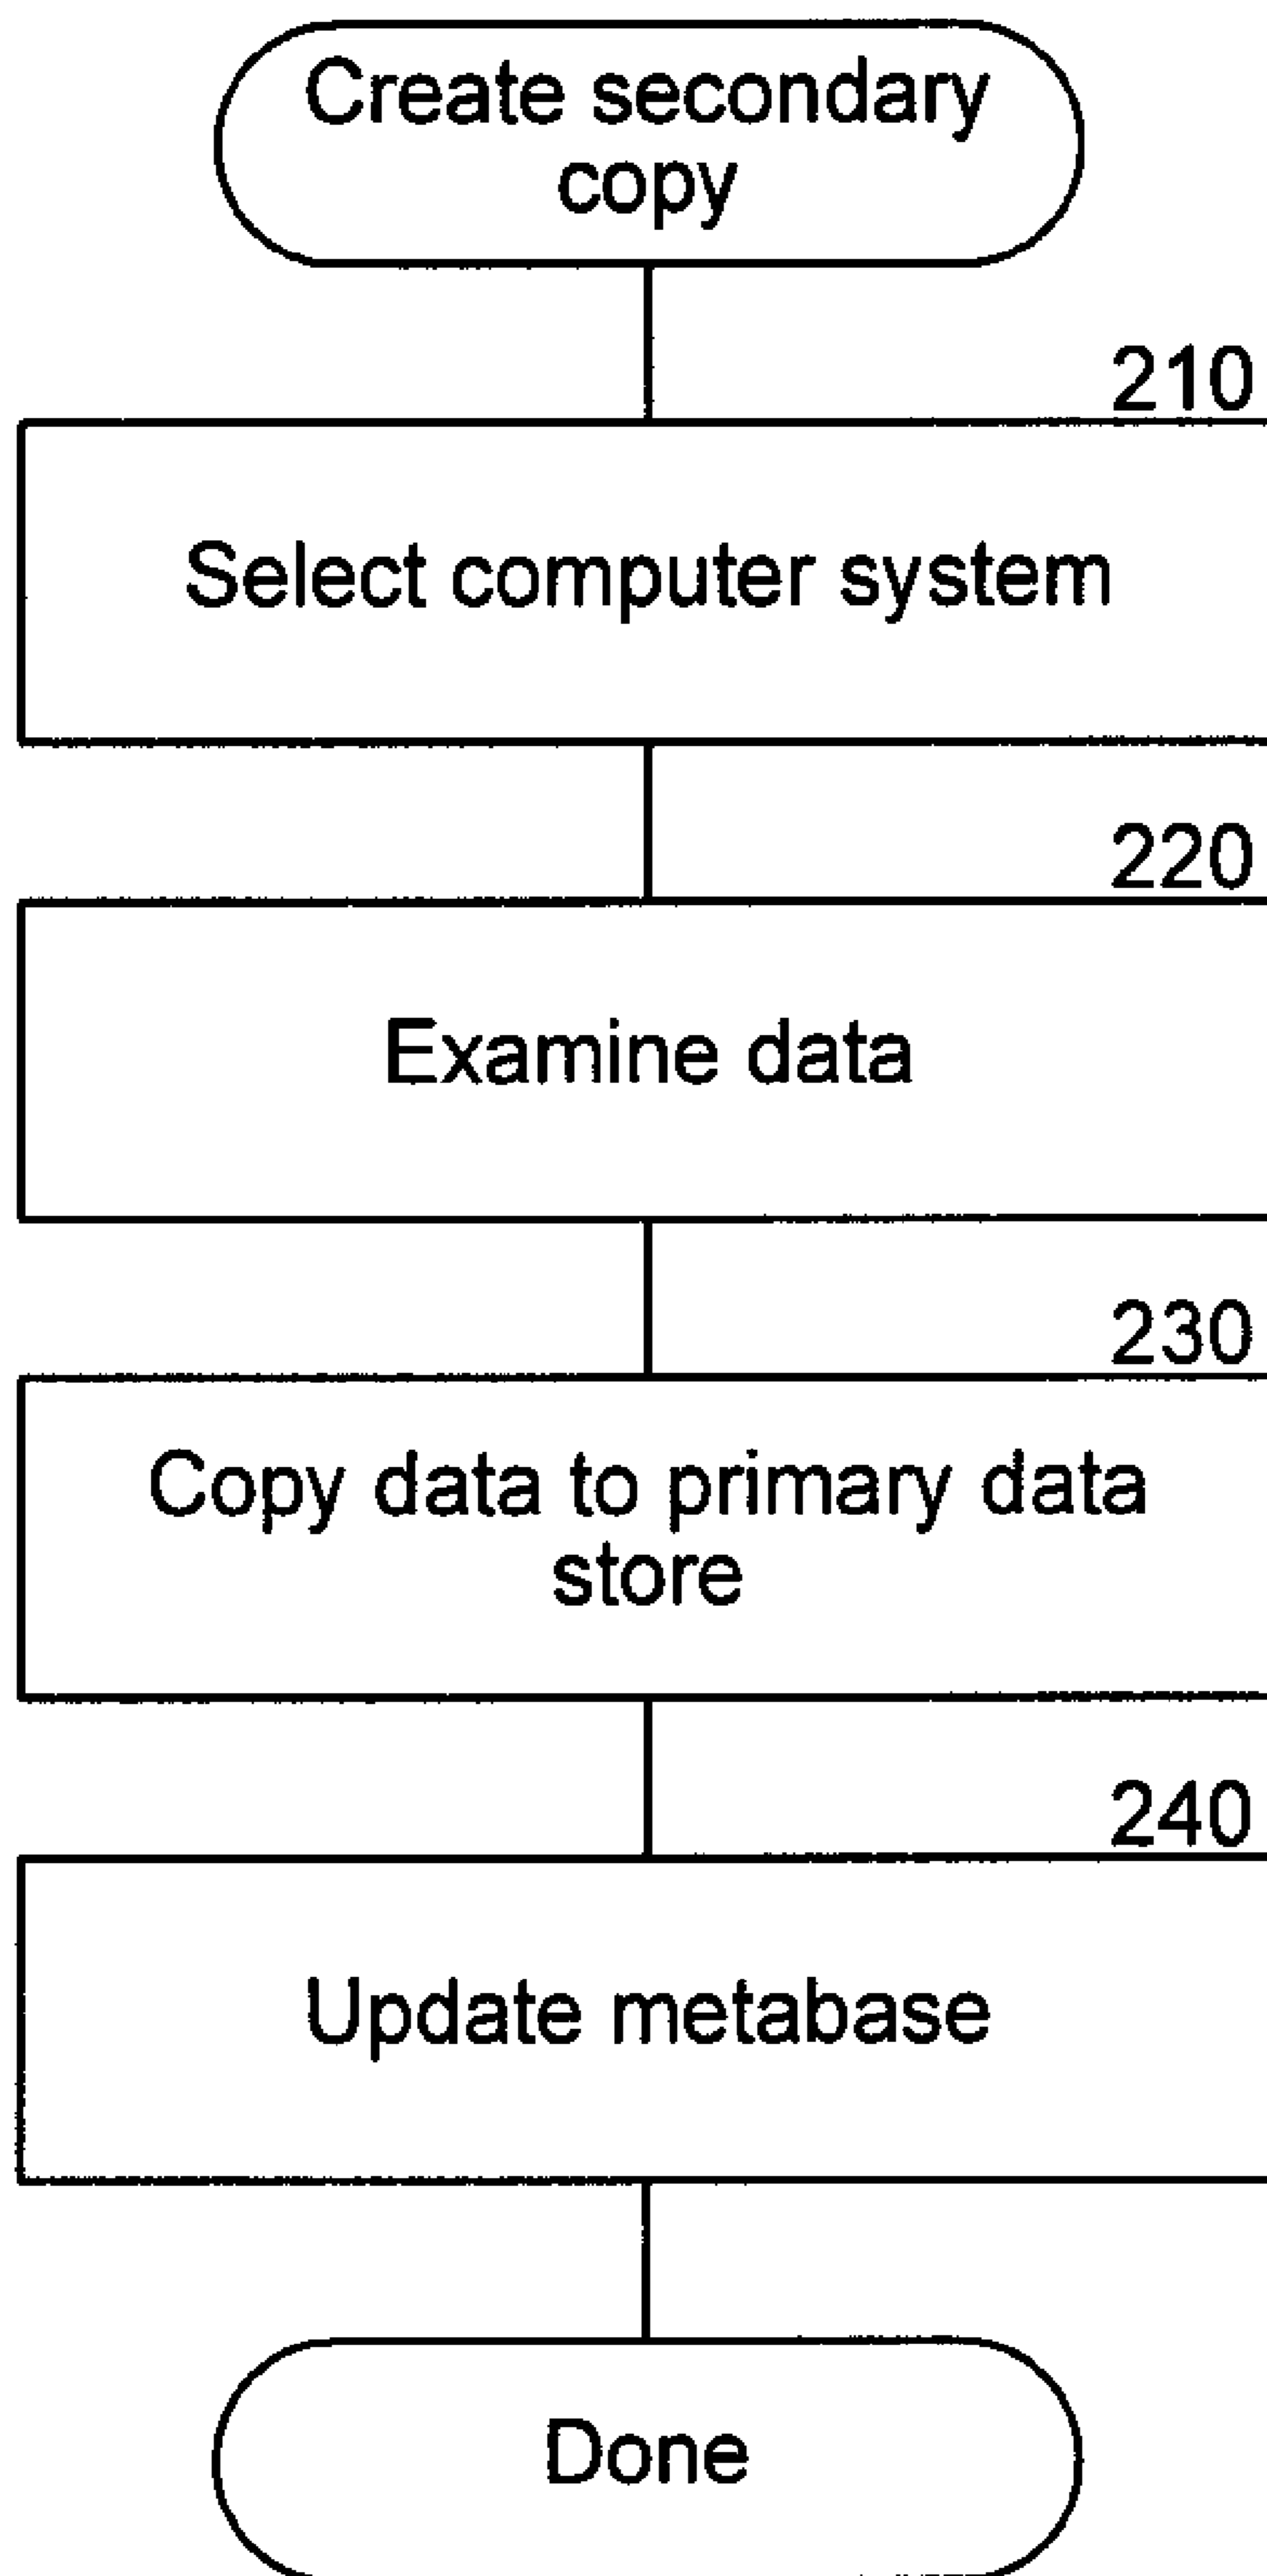 Create secondary
copy
210
Select computer system
220
Examine data
230
Copy data to primary data
store
240
Update metabase
Done